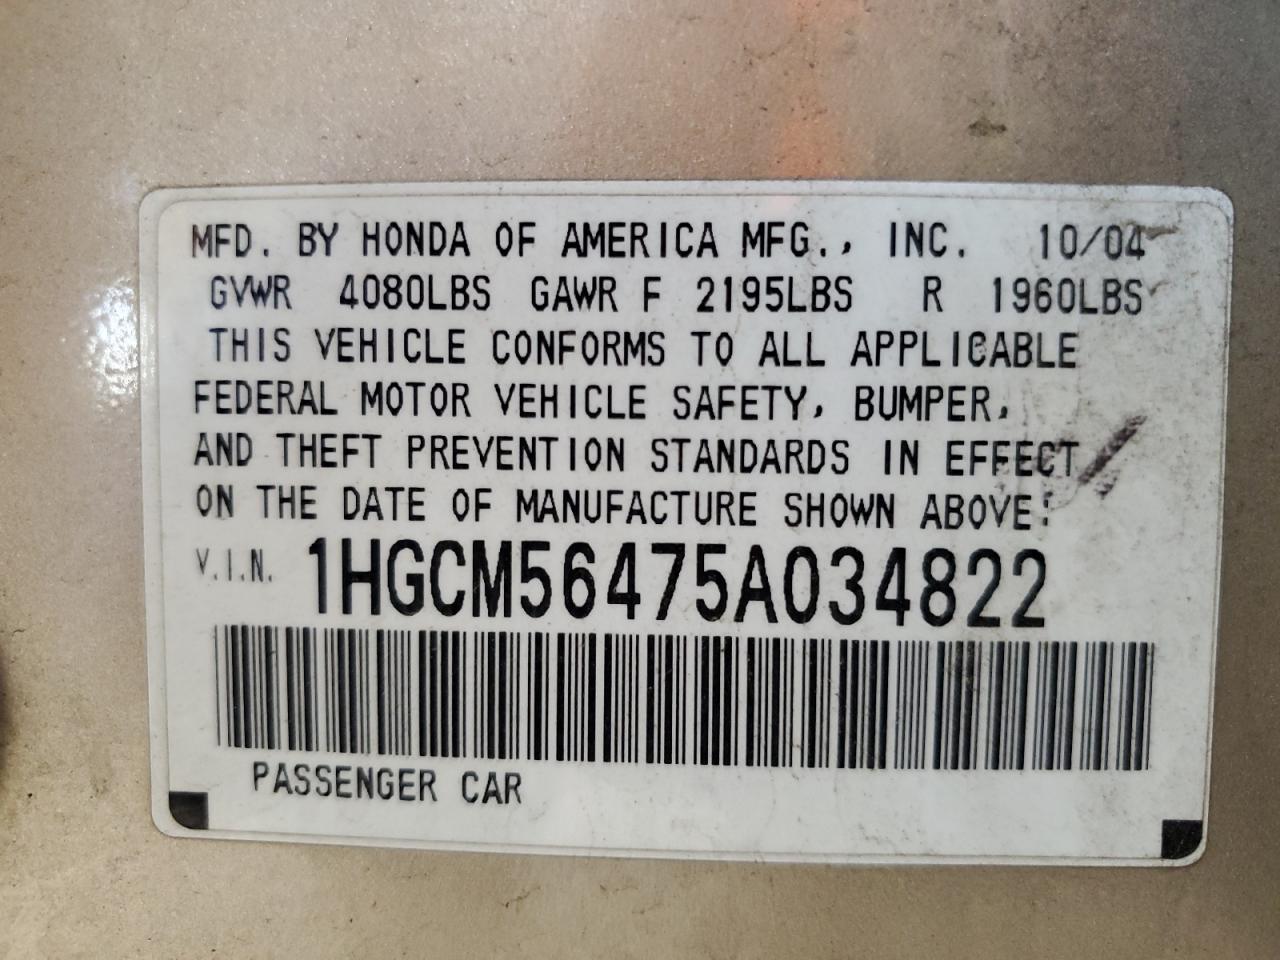 MFD. BY HONDA OF AMERICA MFG., INC. 10/04
GVWR 4080LBS GAWR F 2195LBS R 1960LBS
THIS VEHICLE CONFORMS TO ALL APPLICABLE
FEDERAL MOTOR VEHICLE SAFETY, BUMPER,
AND THEFT PREVENTION STANDARDS IN EFFECT
ON THE DATE OF MANUFACTURE SHOWN ABOVE:
V.I.N. 1HGCM56475A034822
PASSENGER CAR